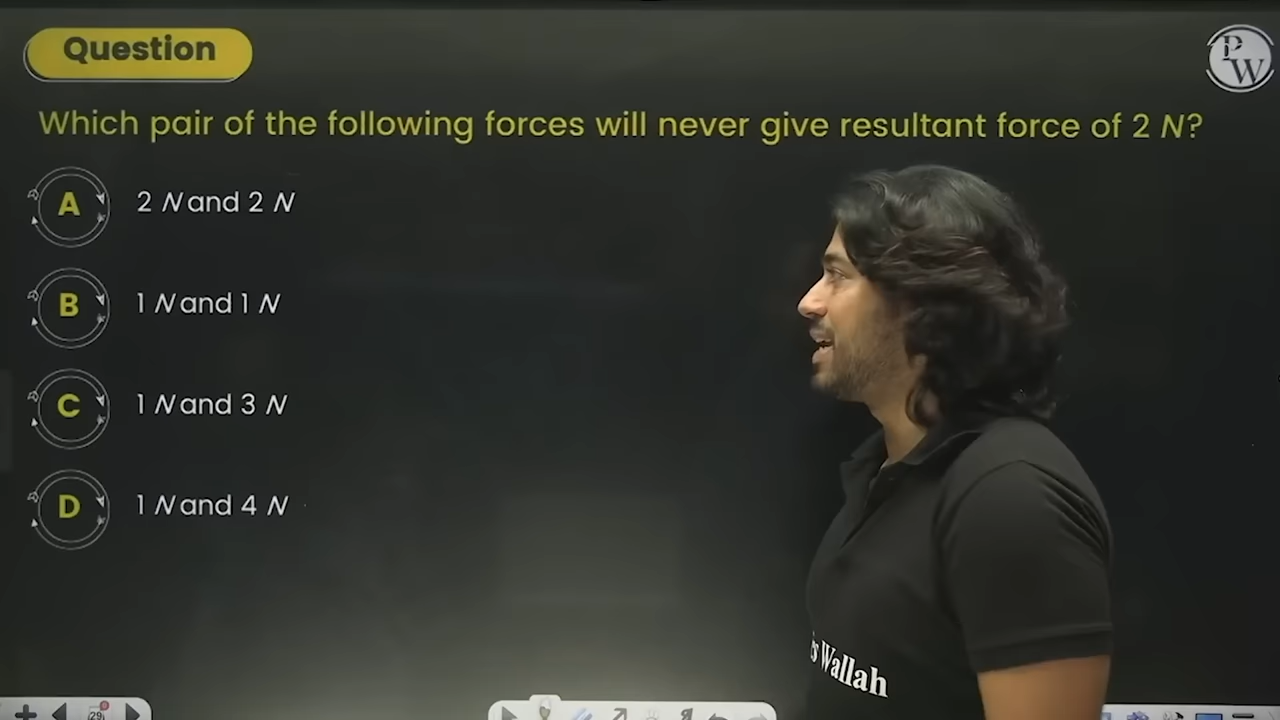 Question
P
W
Which pair of the following forces will never give resultant force of 2 N?
A 2 N and 2 N
B 1 N and 1 N
C 1 N and 3 N
D 1 N and 4 N
Wallah
29